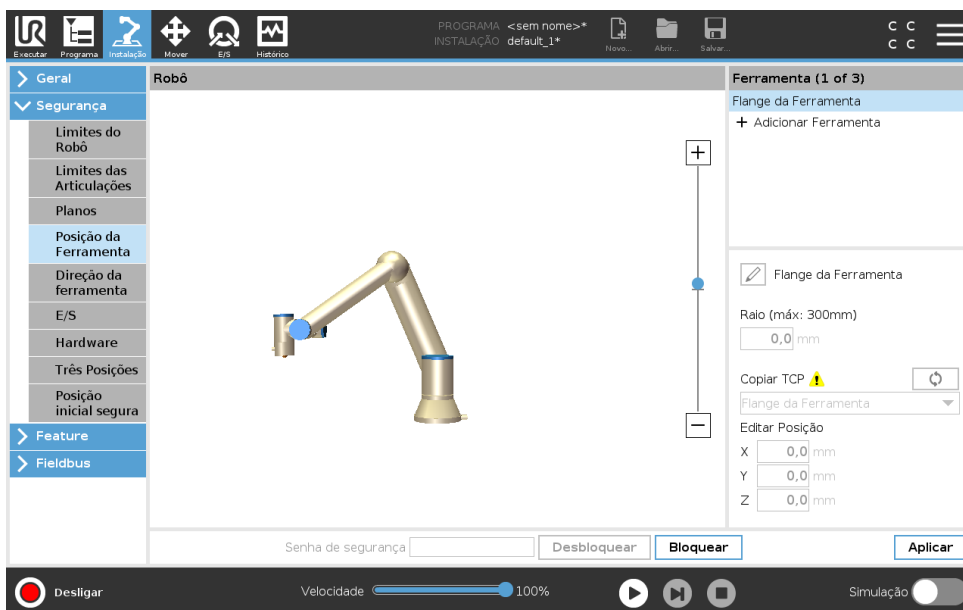 UR
Executar
Programa
Instalação
Mover
E/S
Histórico
PROGRAMA <sem nome>*
INSTALAÇÃO default_1*
Novo...
Abrir...
Salvar...
C C
C C
Geral
Segurança
Limites do
Robô
Limites das
Articulações
Planos
Posição da
Ferramenta
Direção da
ferramenta
E/S
Hardware
Três Posições
Posição
inicial segura
Feature
Fieldbus
Robô
Ferramenta (1 of 3)
Flange da Ferramenta
+ Adicionar Ferramenta
Flange da Ferramenta
Raio (máx: 300mm)
0,0 mm
Copiar TCP
Flange da Ferramenta
Editar Posição
X 0,0 mm
Y 0,0 mm
Z 0,0 mm
Senha de segurança
Desbloquear
Bloquear
Aplicar
Desligar
Velocidade
100%
Simulação